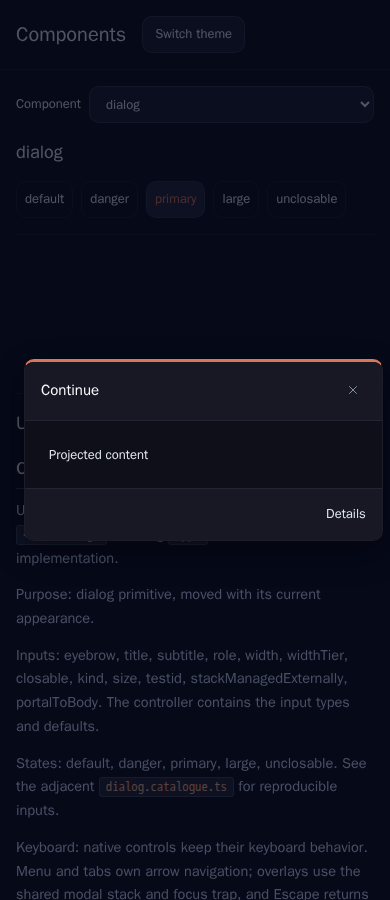 Components
Switch theme
Component
dialog
dialog
default
danger
primary
large
unclosable
Continue
Projected content
Details
implementation.
Purpose: dialog primitive, moved with its current
appearance.
Inputs: eyebrow, title, subtitle, role, width, widthTier,
closable, kind, size, testid, stackManagedExternally,
portalToBody. The controller contains the input types
and defaults.
States: default, danger, primary, large, unclosable. See
the adjacent dialog.catalogue.ts for reproducible
inputs.
Keyboard: native controls keep their keyboard behavior.
Menu and tabs own arrow navigation; overlays use the
shared modal stack and focus trap, and Escape returns